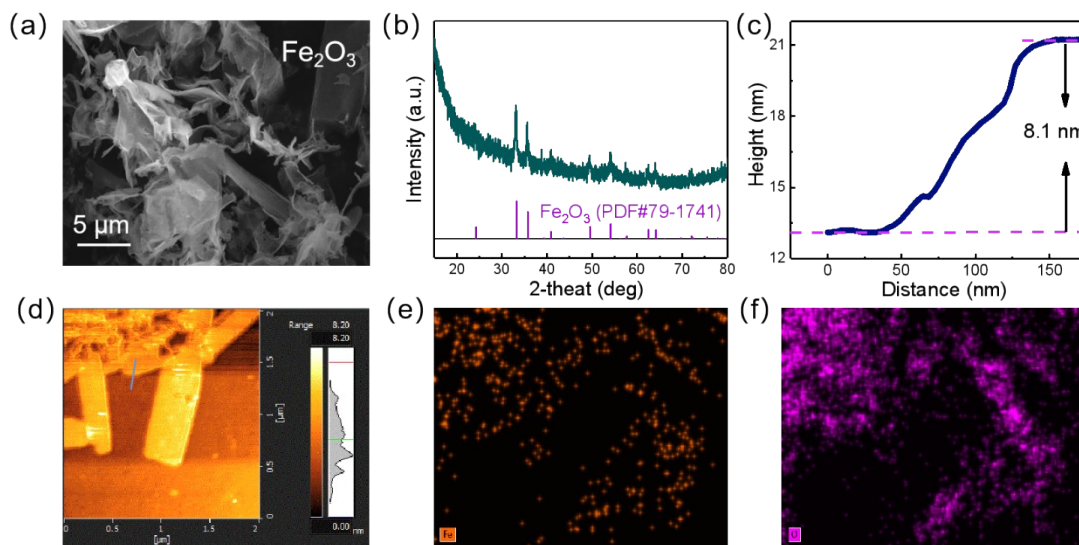 (a)
Fe₂O₃
5 μm
(b)
Intensity (a.u.)
Fe₂O₃ (PDF#79-1741)
20 30 40 50 60 70 80
2-theat (deg)
(c)
Height (nm)
21
18
15
12
8.1 nm
0 50 100 150
Distance (nm)
(d)
Range 8.20
8.20
0.00
nm
2
1.5
1
0.5
0
[μm]
0 0.5 1 1.5 2
[μm]
(e)
Fe
(f)